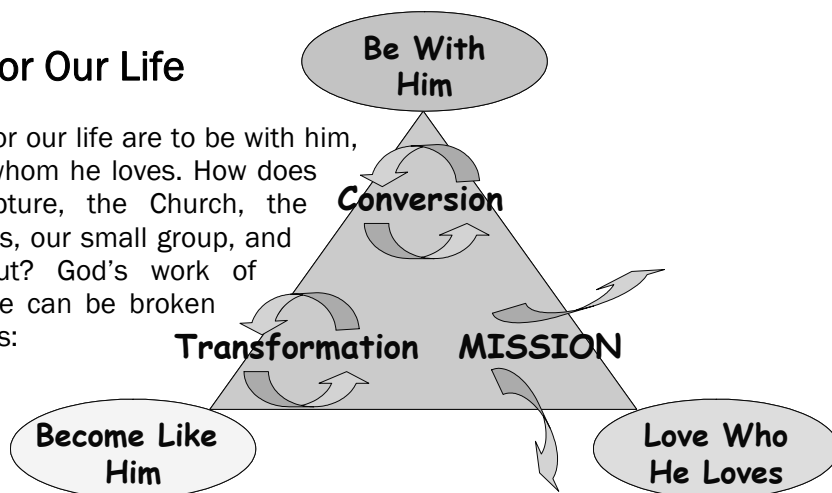 or Our Life
or our life are to be with him,
whom he loves. How does
pture, the Church, the
s, our small group, and
ut? God's work of
e can be broken
s:
Be With
Him
Conversion
Transformation
MISSION
Become Like
Him
Love Who
He Loves